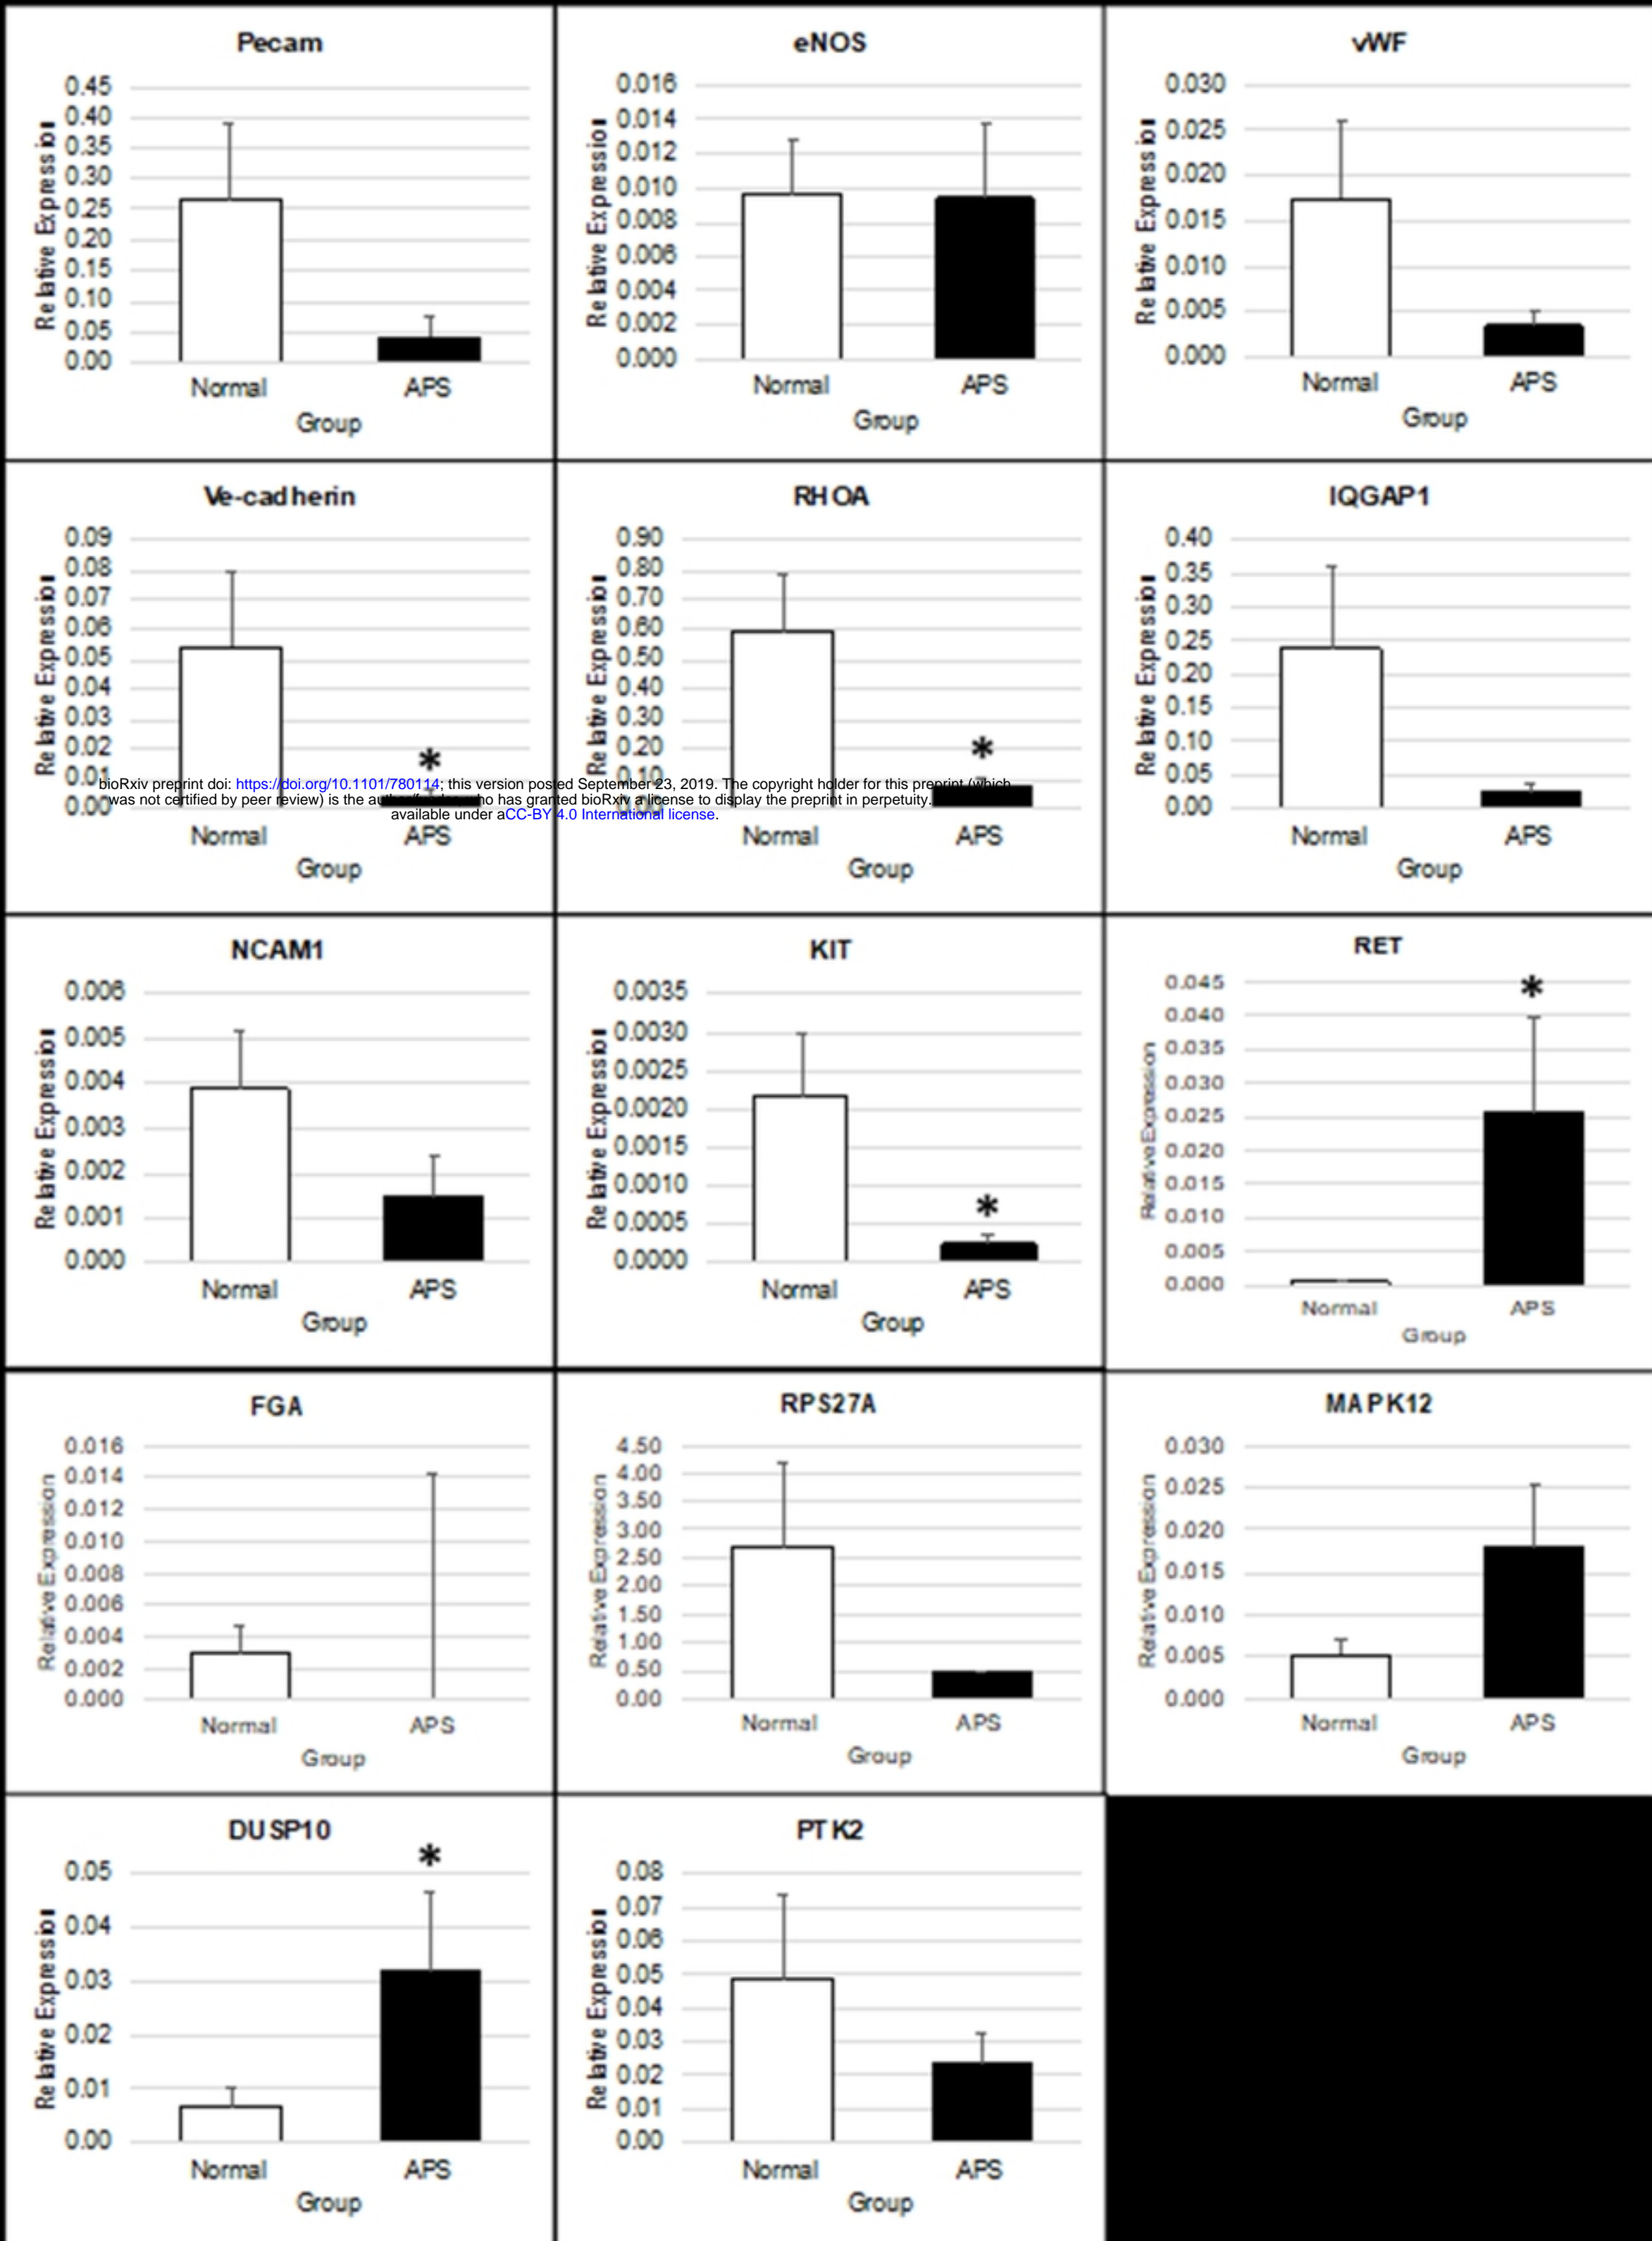 Pecam
0.45
0.40
0.35
0.30
0.25
0.20
0.15
0.10
0.05
0.00
Relative Expression
Normal APS
Group
eNOS
0.016
0.014
0.012
0.010
0.008
0.006
0.004
0.002
0.000
Relative Expression
Normal APS
Group
vWF
0.030
0.025
0.020
0.015
0.010
0.005
0.000
Relative Expression
Normal APS
Group
Ve-cadherin
0.09
0.08
0.07
0.06
0.05
0.04
0.03
0.02
0.01
0.00
Relative Expression
*
Normal APS
Group
RHOA
0.90
0.80
0.70
0.60
0.50
0.40
0.30
0.20
0.10
0.00
Relative Expression
*
Normal APS
Group
IQGAP1
0.40
0.35
0.30
0.25
0.20
0.15
0.10
0.05
0.00
Relative Expression
Normal APS
Group
bioRxiv preprint doi: https://doi.org/10.1101/780114; this version posted September 23, 2019. The copyright holder for this preprint (which
was not certified by peer review) is the has granted bioRxiv a license to display the preprint in perpetuity.
available under aCC-BY 4.0 International license.
NCAM1
0.006
0.005
0.004
0.003
0.002
0.001
0.000
Relative Expression
Normal APS
Group
KIT
0.0035
0.0030
0.0025
0.0020
0.0015
0.0010
0.0005
0.0000
Relative Expression
*
Normal APS
Group
RET
0.045
0.040
0.035
0.030
0.025
0.020
0.015
0.010
0.005
0.000
Relative Expression
*
Normal APS
Group
FGA
0.016
0.014
0.012
0.010
0.008
0.006
0.004
0.002
0.000
Relative Expression
Normal APS
Group
RPS27A
4.50
4.00
3.50
3.00
2.50
2.00
1.50
1.00
0.50
0.00
Relative Expression
Normal APS
Group
MAPK12
0.030
0.025
0.020
0.015
0.010
0.005
0.000
Relative Expression
Normal APS
Group
DUSP10
0.05
0.04
0.03
0.02
0.01
0.00
Relative Expression
*
Normal APS
Group
PTK2
0.08
0.07
0.06
0.05
0.04
0.03
0.02
0.01
0.00
Relative Expression
Normal APS
Group